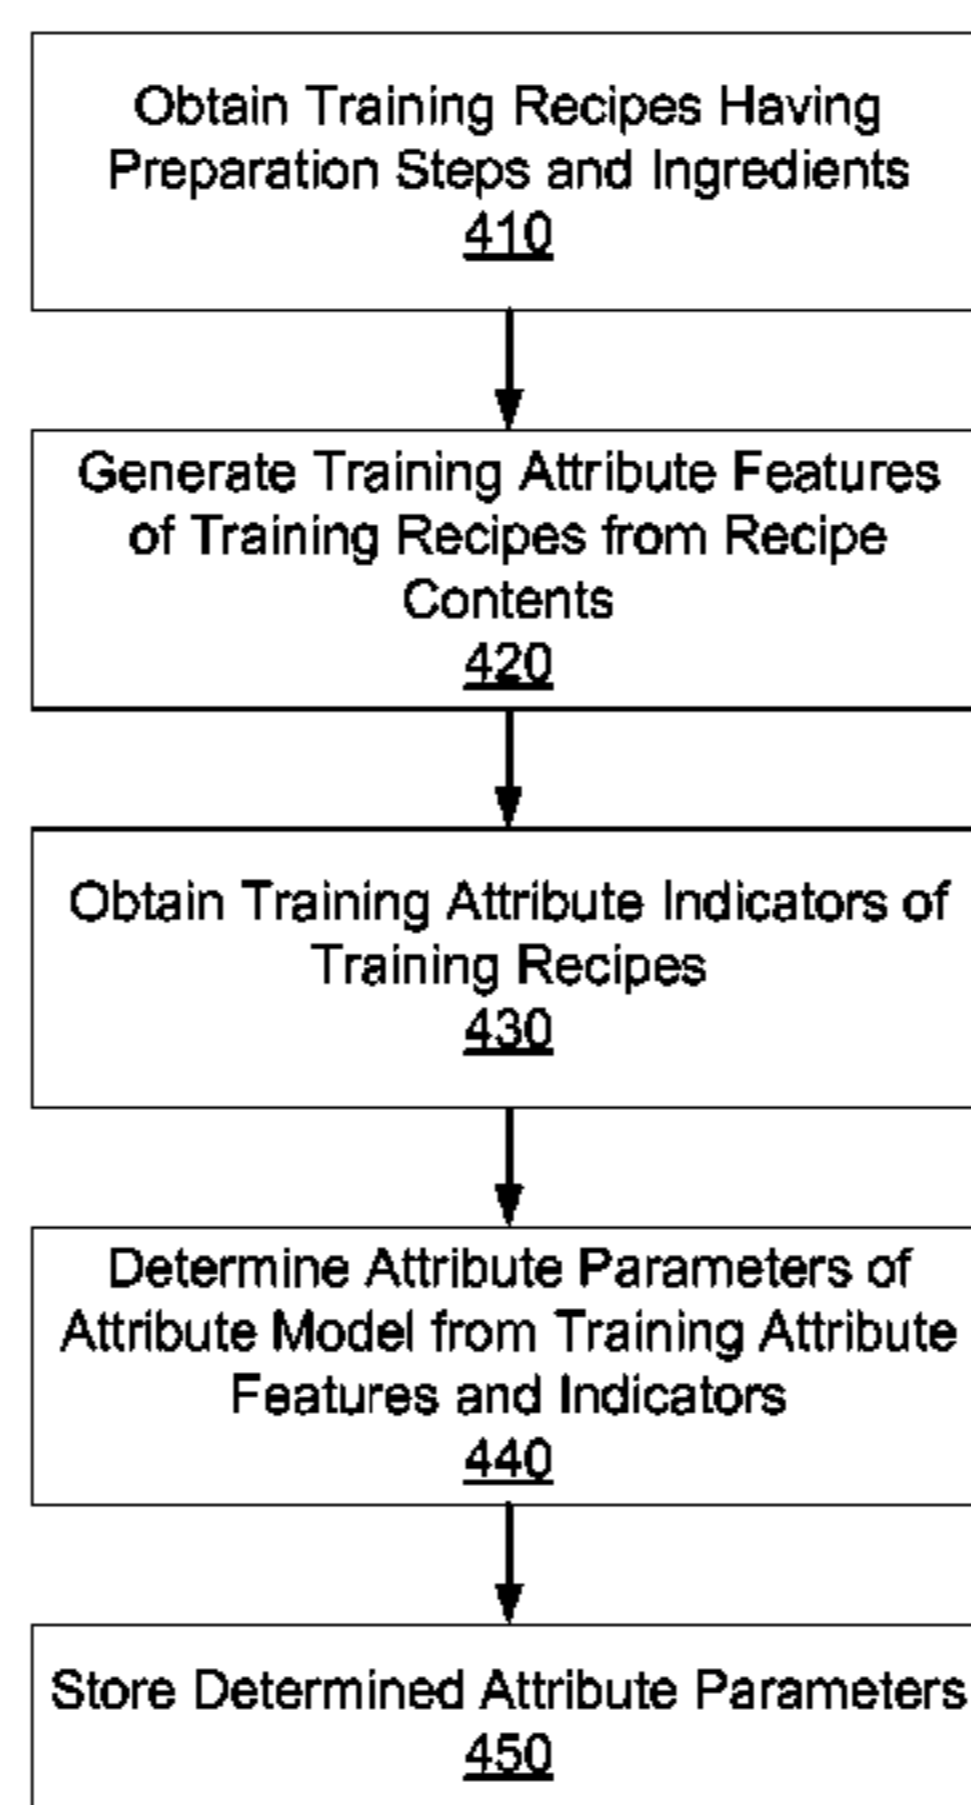 Obtain Training Recipes Having
Preparation Steps and Ingredients
410
Generate Training Attribute Features
of Training Recipes from Recipe
Contents
420
Obtain Training Attribute Indicators of
Training Recipes
430
Determine Attribute Parameters of
Attribute Model from Training Attribute
Features and Indicators
440
Store Determined Attribute Parameters
450